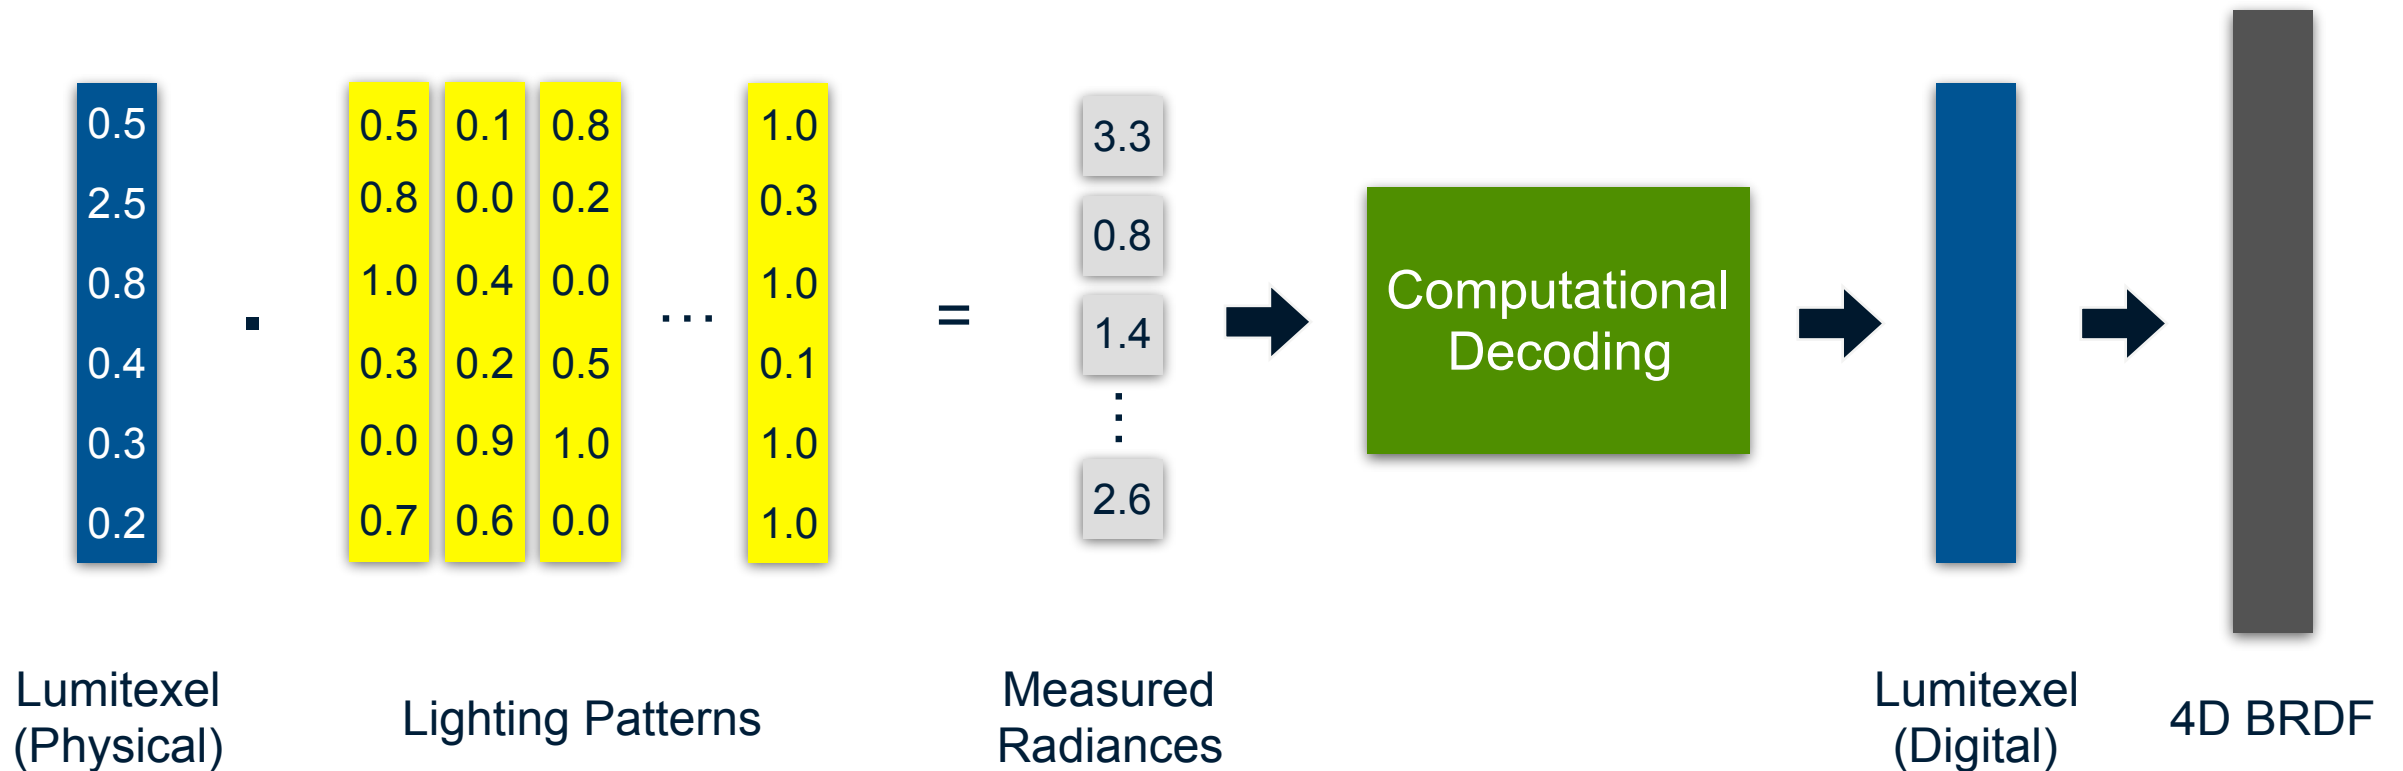 0.5 0.5 0.1 0.8 1.0 3.3
2.5 0.8 0.0 0.2 0.3 0.8
0.8 1.0 0.4 0.0 1.0 1.4
. ... =
0.4 0.3 0.2 0.5 0.1
0.3 0.0 0.9 1.0 1.0
0.2 0.7 0.6 0.0 1.0 2.6
Computational
Decoding
Lumitexel
(Physical)
Lighting Patterns
Measured
Radiances
Lumitexel
(Digital)
4D BRDF